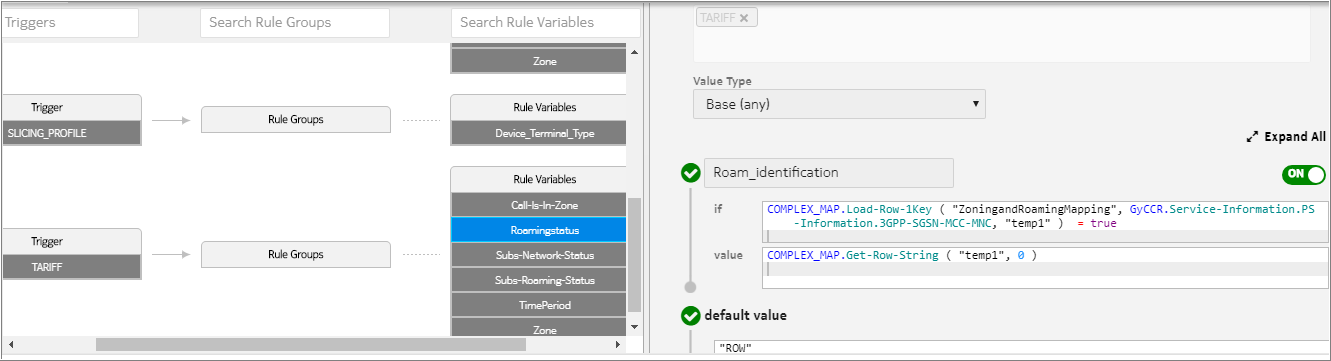 Triggers
Search Rule Groups
Search Rule Variables
Zone
Trigger
SLICING_PROFILE
Rule Groups
Rule Variables
Device_Terminal_Type
Trigger
TARIFF
Rule Groups
Rule Variables
Call-Is-In-Zone
Roamingstatus
Subs-Network-Status
Subs-Roaming-Status
TimePeriod
Zone
TARIFF ×
Value Type
Base (any)
Expand All
Roam_identification
ON
if
COMPLEX_MAP.Load-Row-1Key ( "ZoningandRoamingMapping", GyCCR.Service-Information.PS
-Information.3GPP-SGSN-MCC-MNC, "temp1" )  = true
value
COMPLEX_MAP.Get-Row-String ( "temp1", 0 )
default value
"ROW"